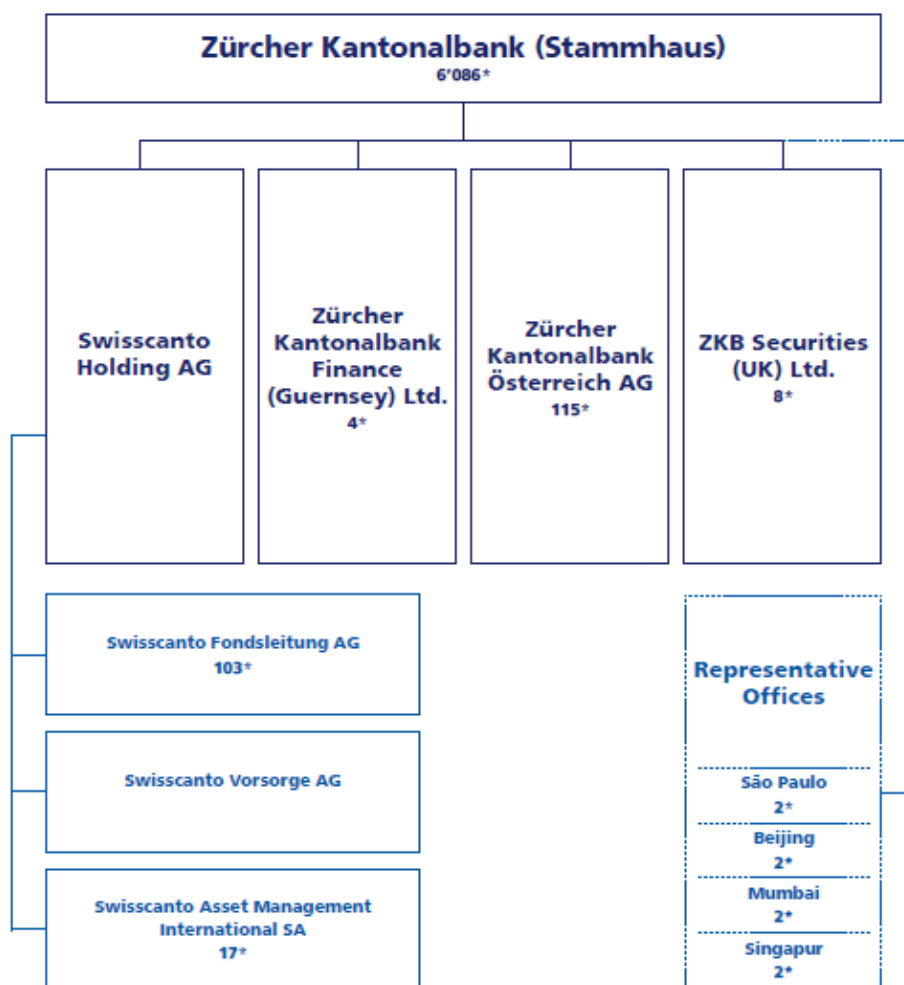 Zürcher Kantonalbank (Stammhaus)
6’086*
Swisscanto
Holding AG
Zürcher
Kantonalbank
Finance
(Guernsey) Ltd.
4*
Zürcher
Kantonalbank
Österreich AG
115*
ZKB Securities
(UK) Ltd.
8*
Swisscanto Fondsleitung AG
103*
Swisscanto Vorsorge AG
Swisscanto Asset Management
International SA
17*
Representative
Offices
São Paulo
2*
Beijing
2*
Mumbai
2*
Singapur
2*